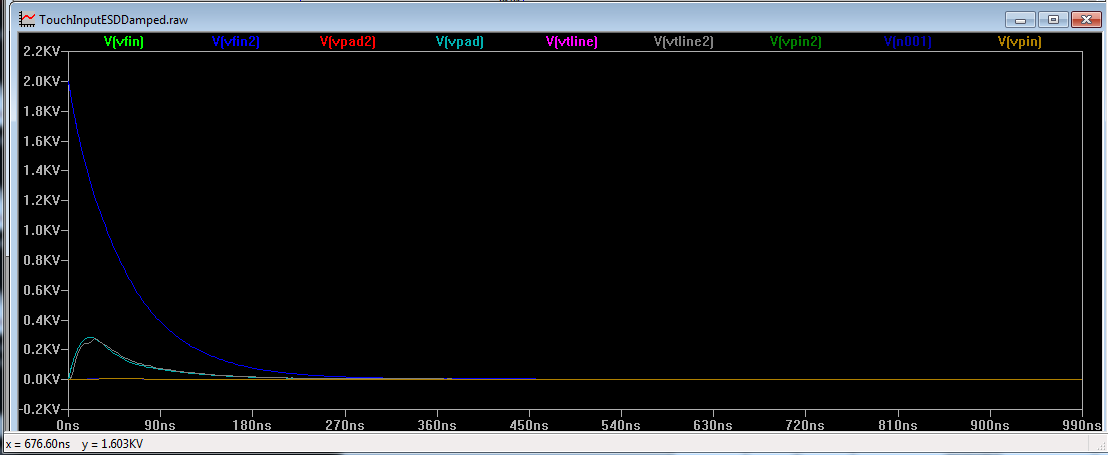 TouchInputESDDamped.raw
V(vfin) V(vfin2) V(vpad2) V(vpad) V(vtline) V(vtline2) V(vpin2) V(n001) V(vpin)
2.2KV
2.0KV
1.8KV
1.6KV
1.4KV
1.2KV
1.0KV
0.8KV
0.6KV
0.4KV
0.2KV
0.0KV
-0.2KV
0ns 90ns 180ns 270ns 360ns 450ns 540ns 630ns 720ns 810ns 900ns 990ns
x = 676.60ns y = 1.603KV